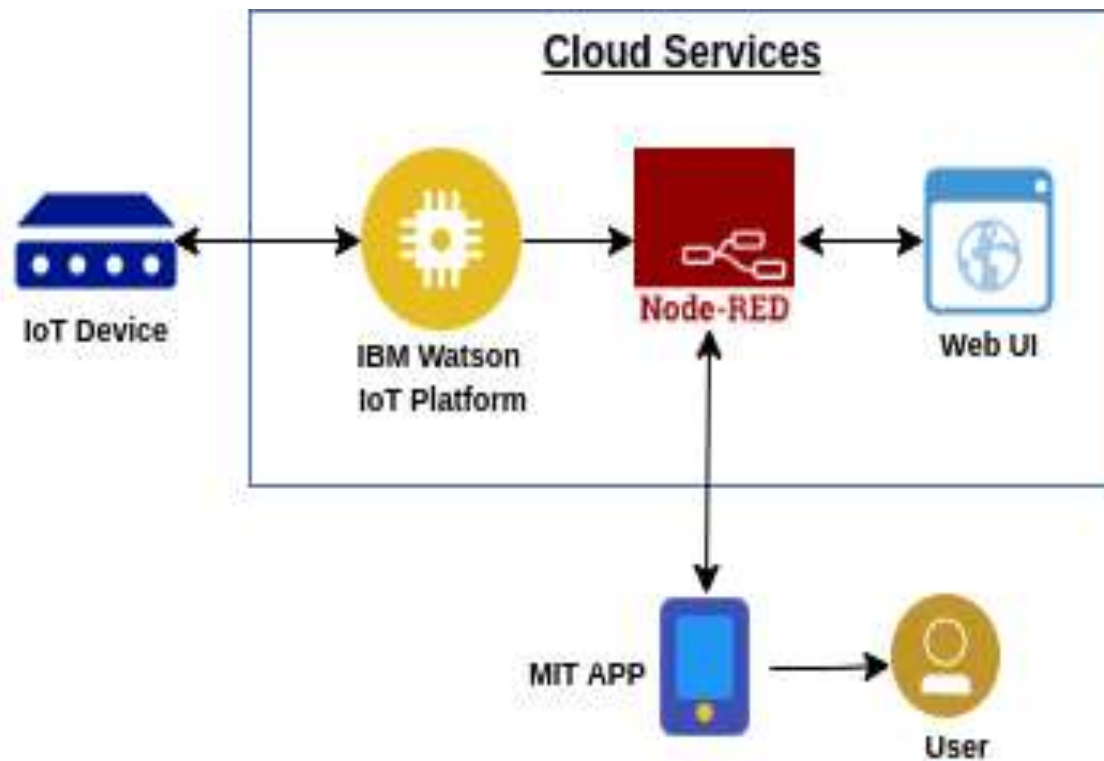 Cloud Services
IoT Device
IBM Watson
IoT Platform
Node-RED
Web UI
MIT APP
User